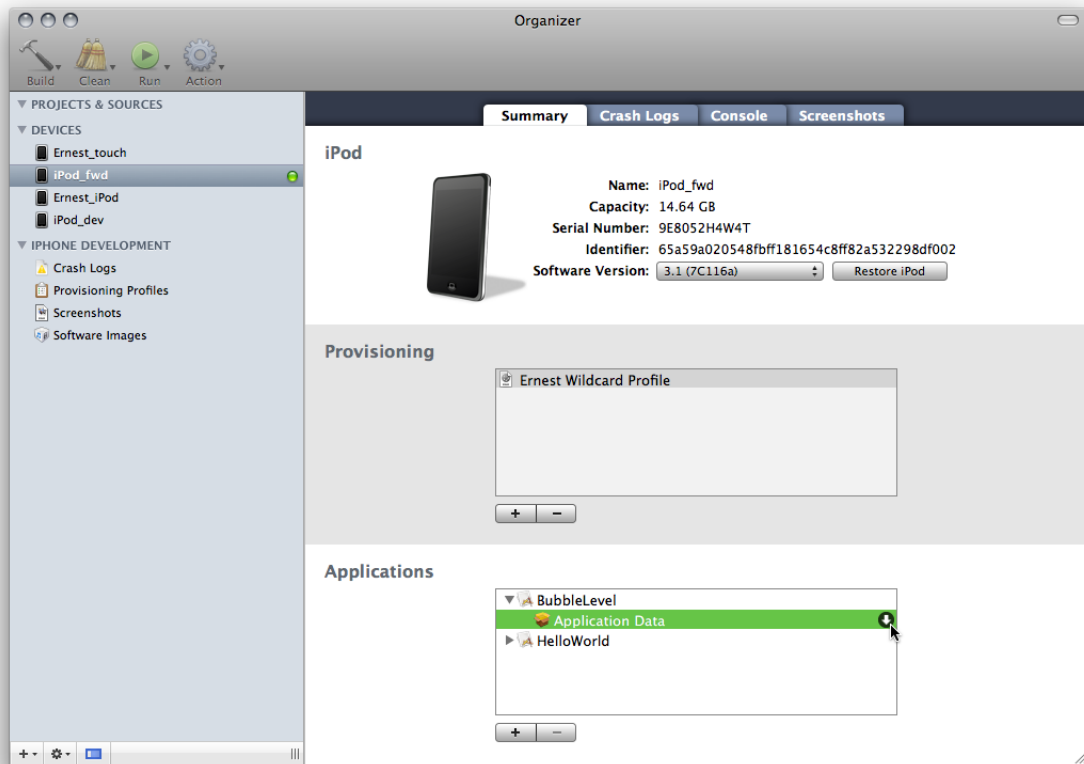 Organizer
Build Clean Run Action
PROJECTS & SOURCES
DEVICES
Ernest_touch
iPod_fwd
Ernest_iPod
iPod_dev
IPHONE DEVELOPMENT
Crash Logs
Provisioning Profiles
Screenshots
Software Images
Summary Crash Logs Console Screenshots
iPod
Name: iPod_fwd
Capacity: 14.64 GB
Serial Number: 9E8052H4W4T
Identifier: 65a59a020548fbff181654c8ff82a532298df002
Software Version: 3.1 (7C116a) Restore iPod
Provisioning
Ernest Wildcard Profile
Applications
BubbleLevel
Application Data
HelloWorld